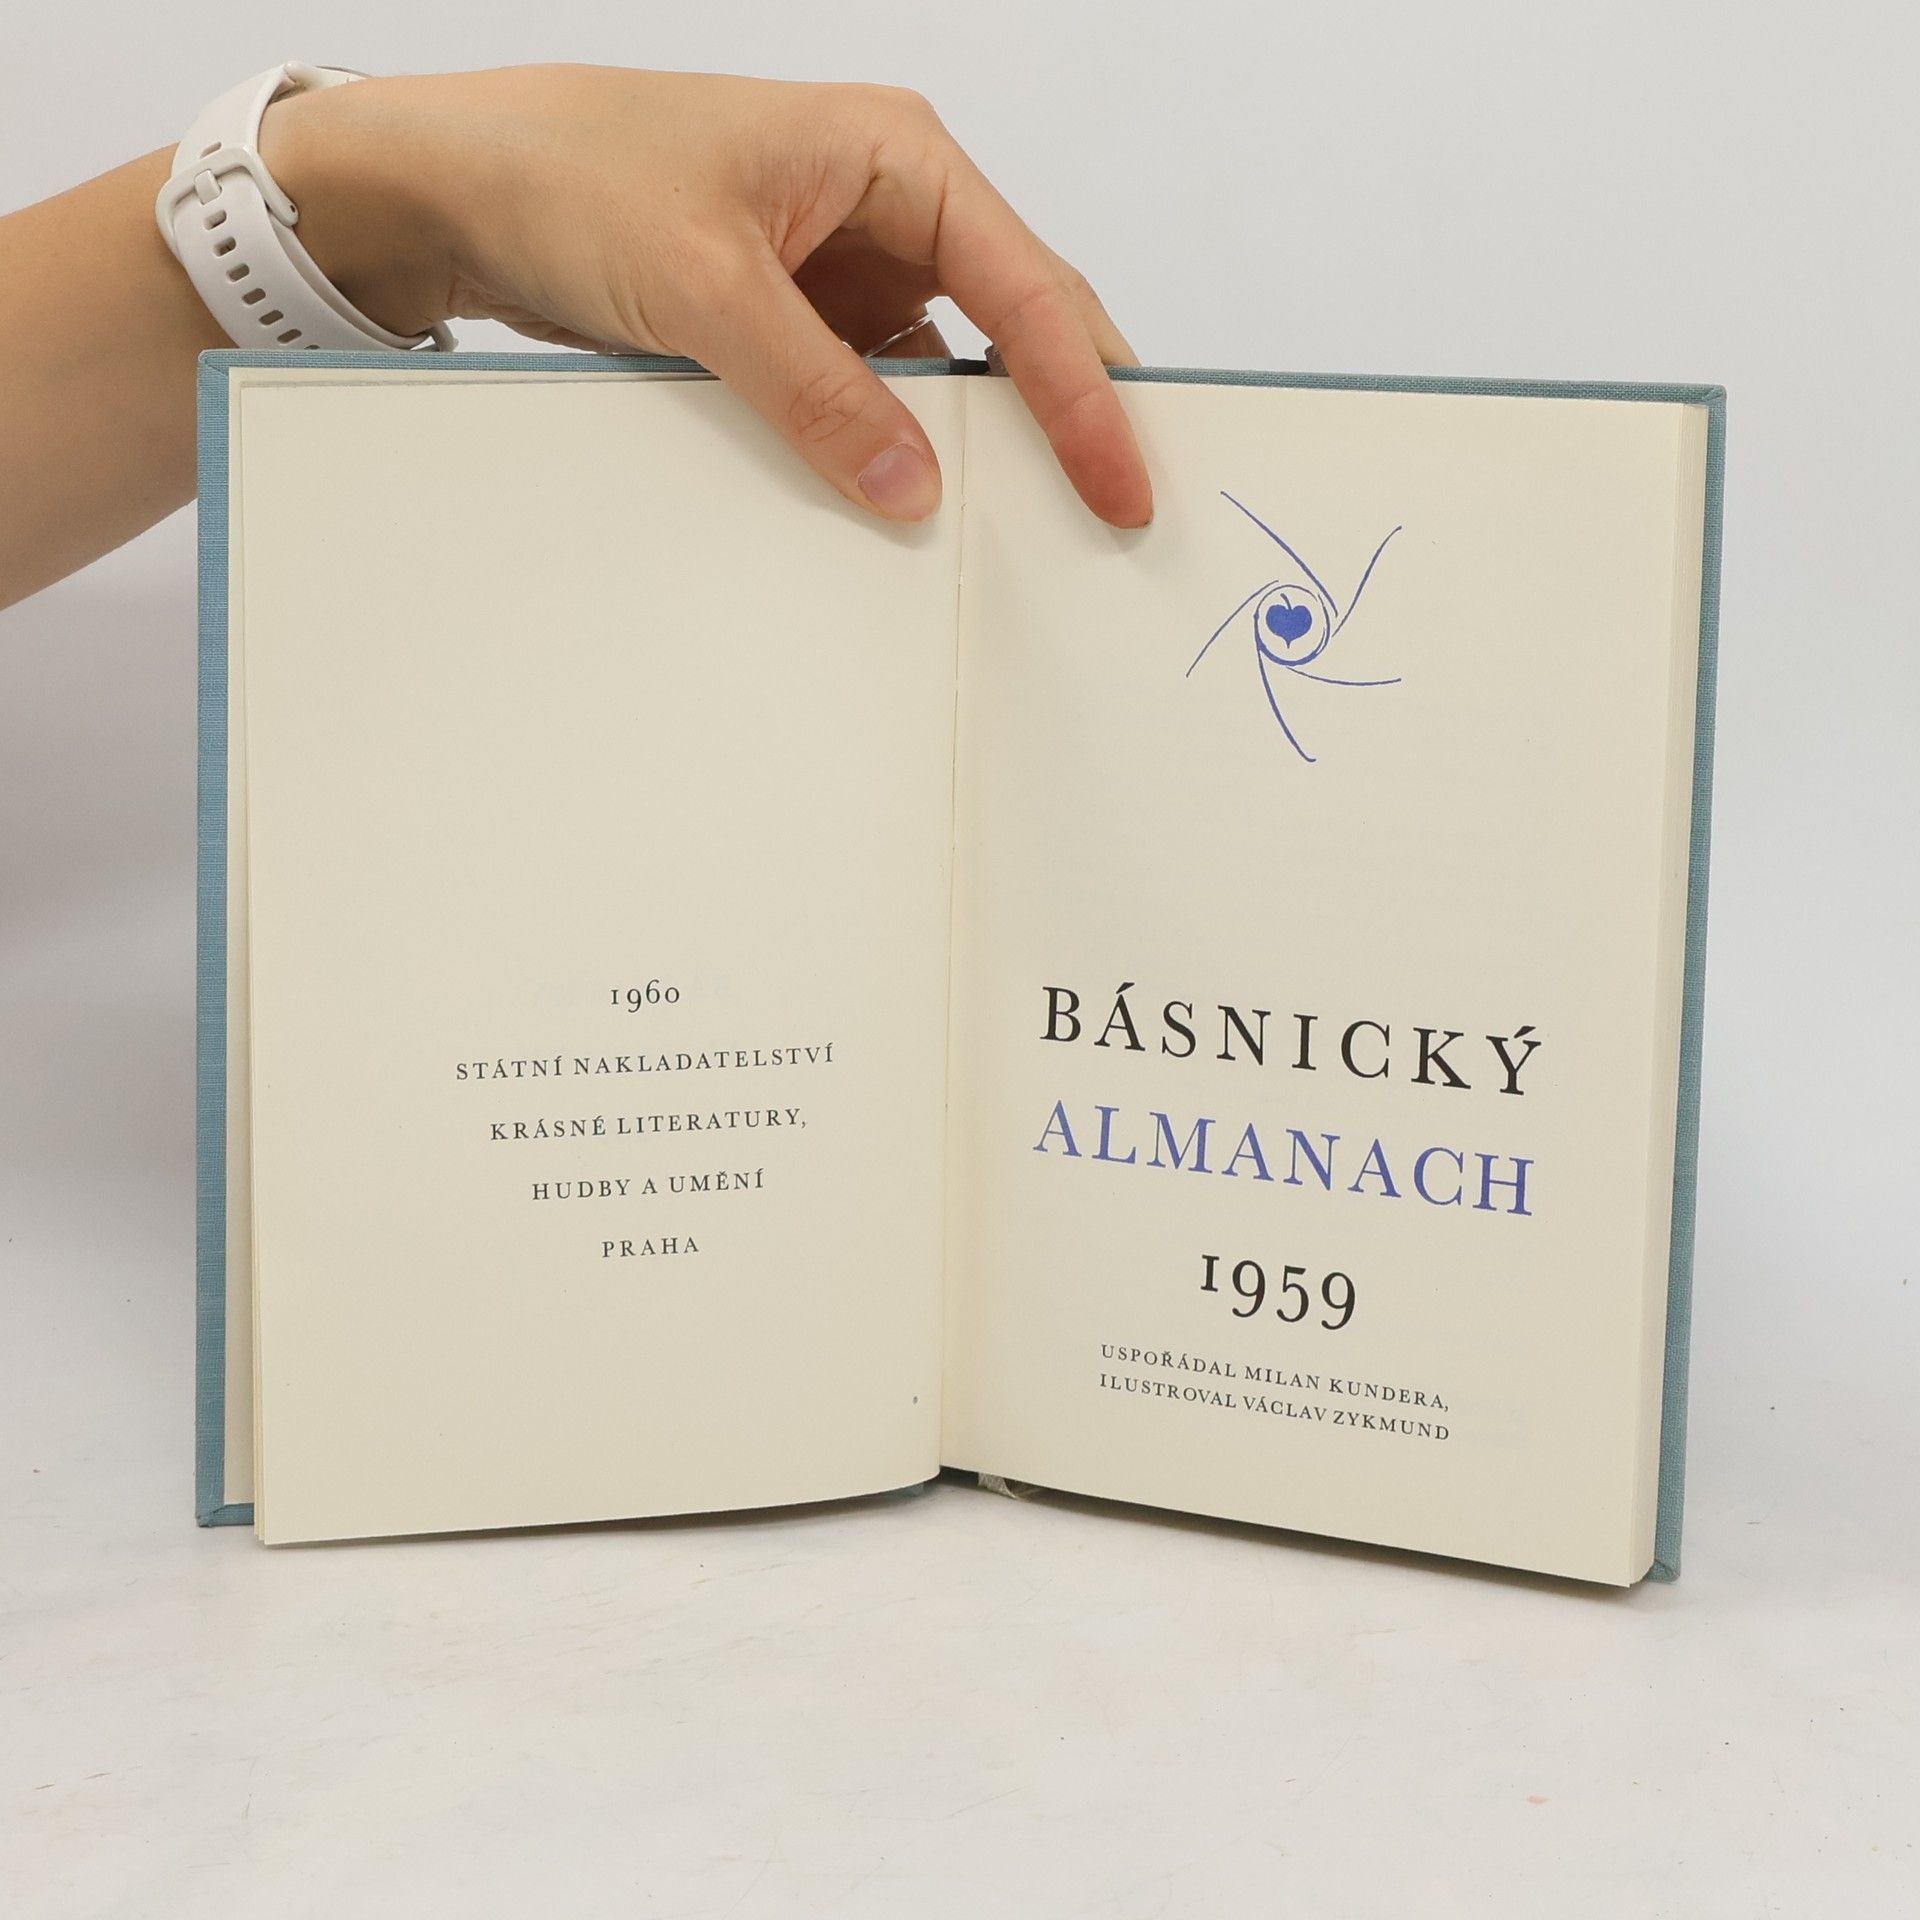 1960
STÁTNÍ NAKLADATELSTVÍ
KRÁSNÉ LITERATURY,
HUDBY A UMĚNÍ
PRAHA
BÁSNICKÝ
ALMANACH
1959
USPOŘÁDAL MILAN KUNDERA,
ILUSTROVAL VÁCLAV ZYKMUND